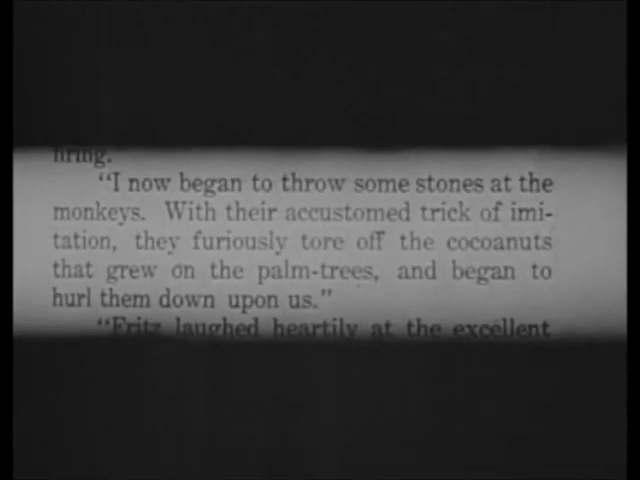 hring.
"I now began to throw some stones at the
monkeys. With their accustomed trick of imi-
tation, they furiously tore off the cocoanuts
that grew on the palm-trees, and began to
hurl them down upon us."
"Fritz laughed heartily at the excellent